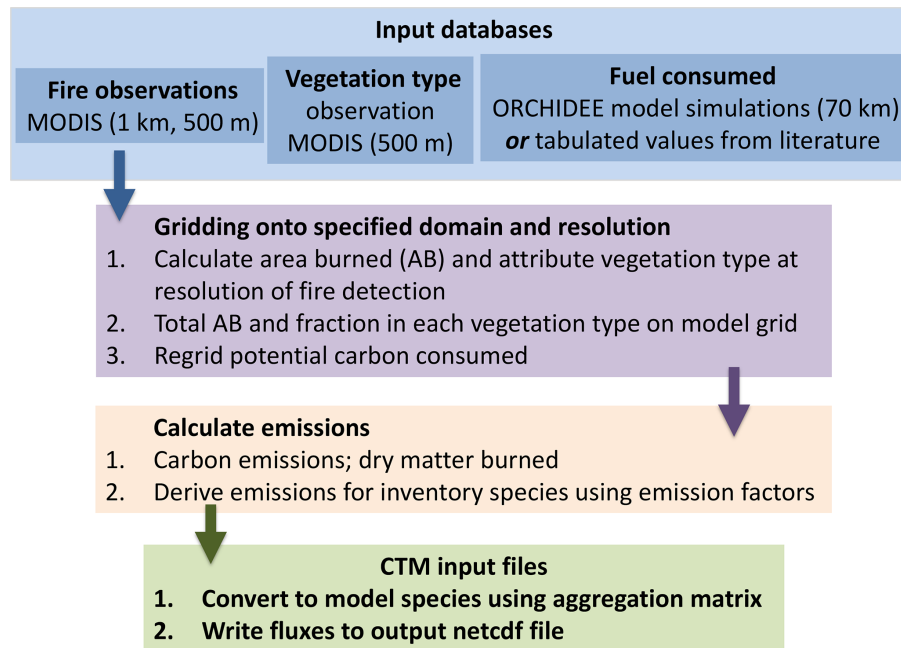 Input databases
Fire observations
MODIS (1 km, 500 m)
Vegetation type
observation
MODIS (500 m)
Fuel consumed
ORCHIDEE model simulations (70 km)
or tabulated values from literature
Gridding onto specified domain and resolution
1. Calculate area burned (AB) and attribute vegetation type at
resolution of fire detection
2. Total AB and fraction in each vegetation type on model grid
3. Regrid potential carbon consumed
Calculate emissions
1. Carbon emissions; dry matter burned
2. Derive emissions for inventory species using emission factors
CTM input files
1. Convert to model species using aggregation matrix
2. Write fluxes to output netcdf file